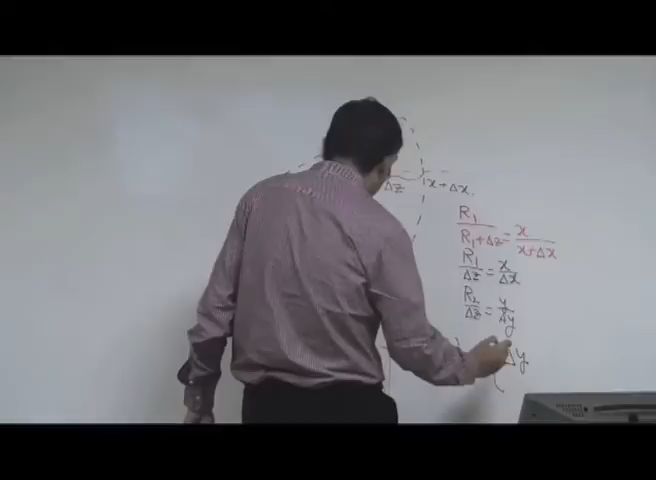 Δz
x+Δx
R₁/(R₁+Δz) = x/(x+Δx)
R₁/Δz = x/Δx
R₂/Δz = y/Δy
Δy